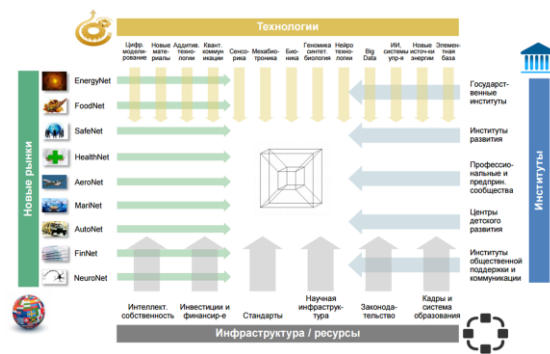 Технологии
Цифр.
модели-
рование
Новые
мате-
риалы
Аддитив.
техно-
логии
Квант.
коммун
икации
Сенсо-
рика
Мехабио-
троника
Био-
ника
Геномика
синтет.
биология
Нейро
техно-
логии
Big
Data
ИИ,
системы
упр-я
Новые
источ-ки
энергии
Элемен-
тная
база
Новые рынки
EnergyNet
FoodNet
SafeNet
HealthNet
AeroNet
MariNet
AutoNet
FinNet
NeuroNet
Государст-
венные
институты
Институты
развития
Профессио-
нальные и
предприн.
сообщества
Центры
детского
развития
Институты
общественной
поддержки и
коммуникации
Институты
Интеллект.
собственность
Инвестиции и
финансир-е
Стандарты
Научная
инфраструк-
тура
Законода-
тельство
Кадры и
система
образования
Инфраструктура / ресурсы